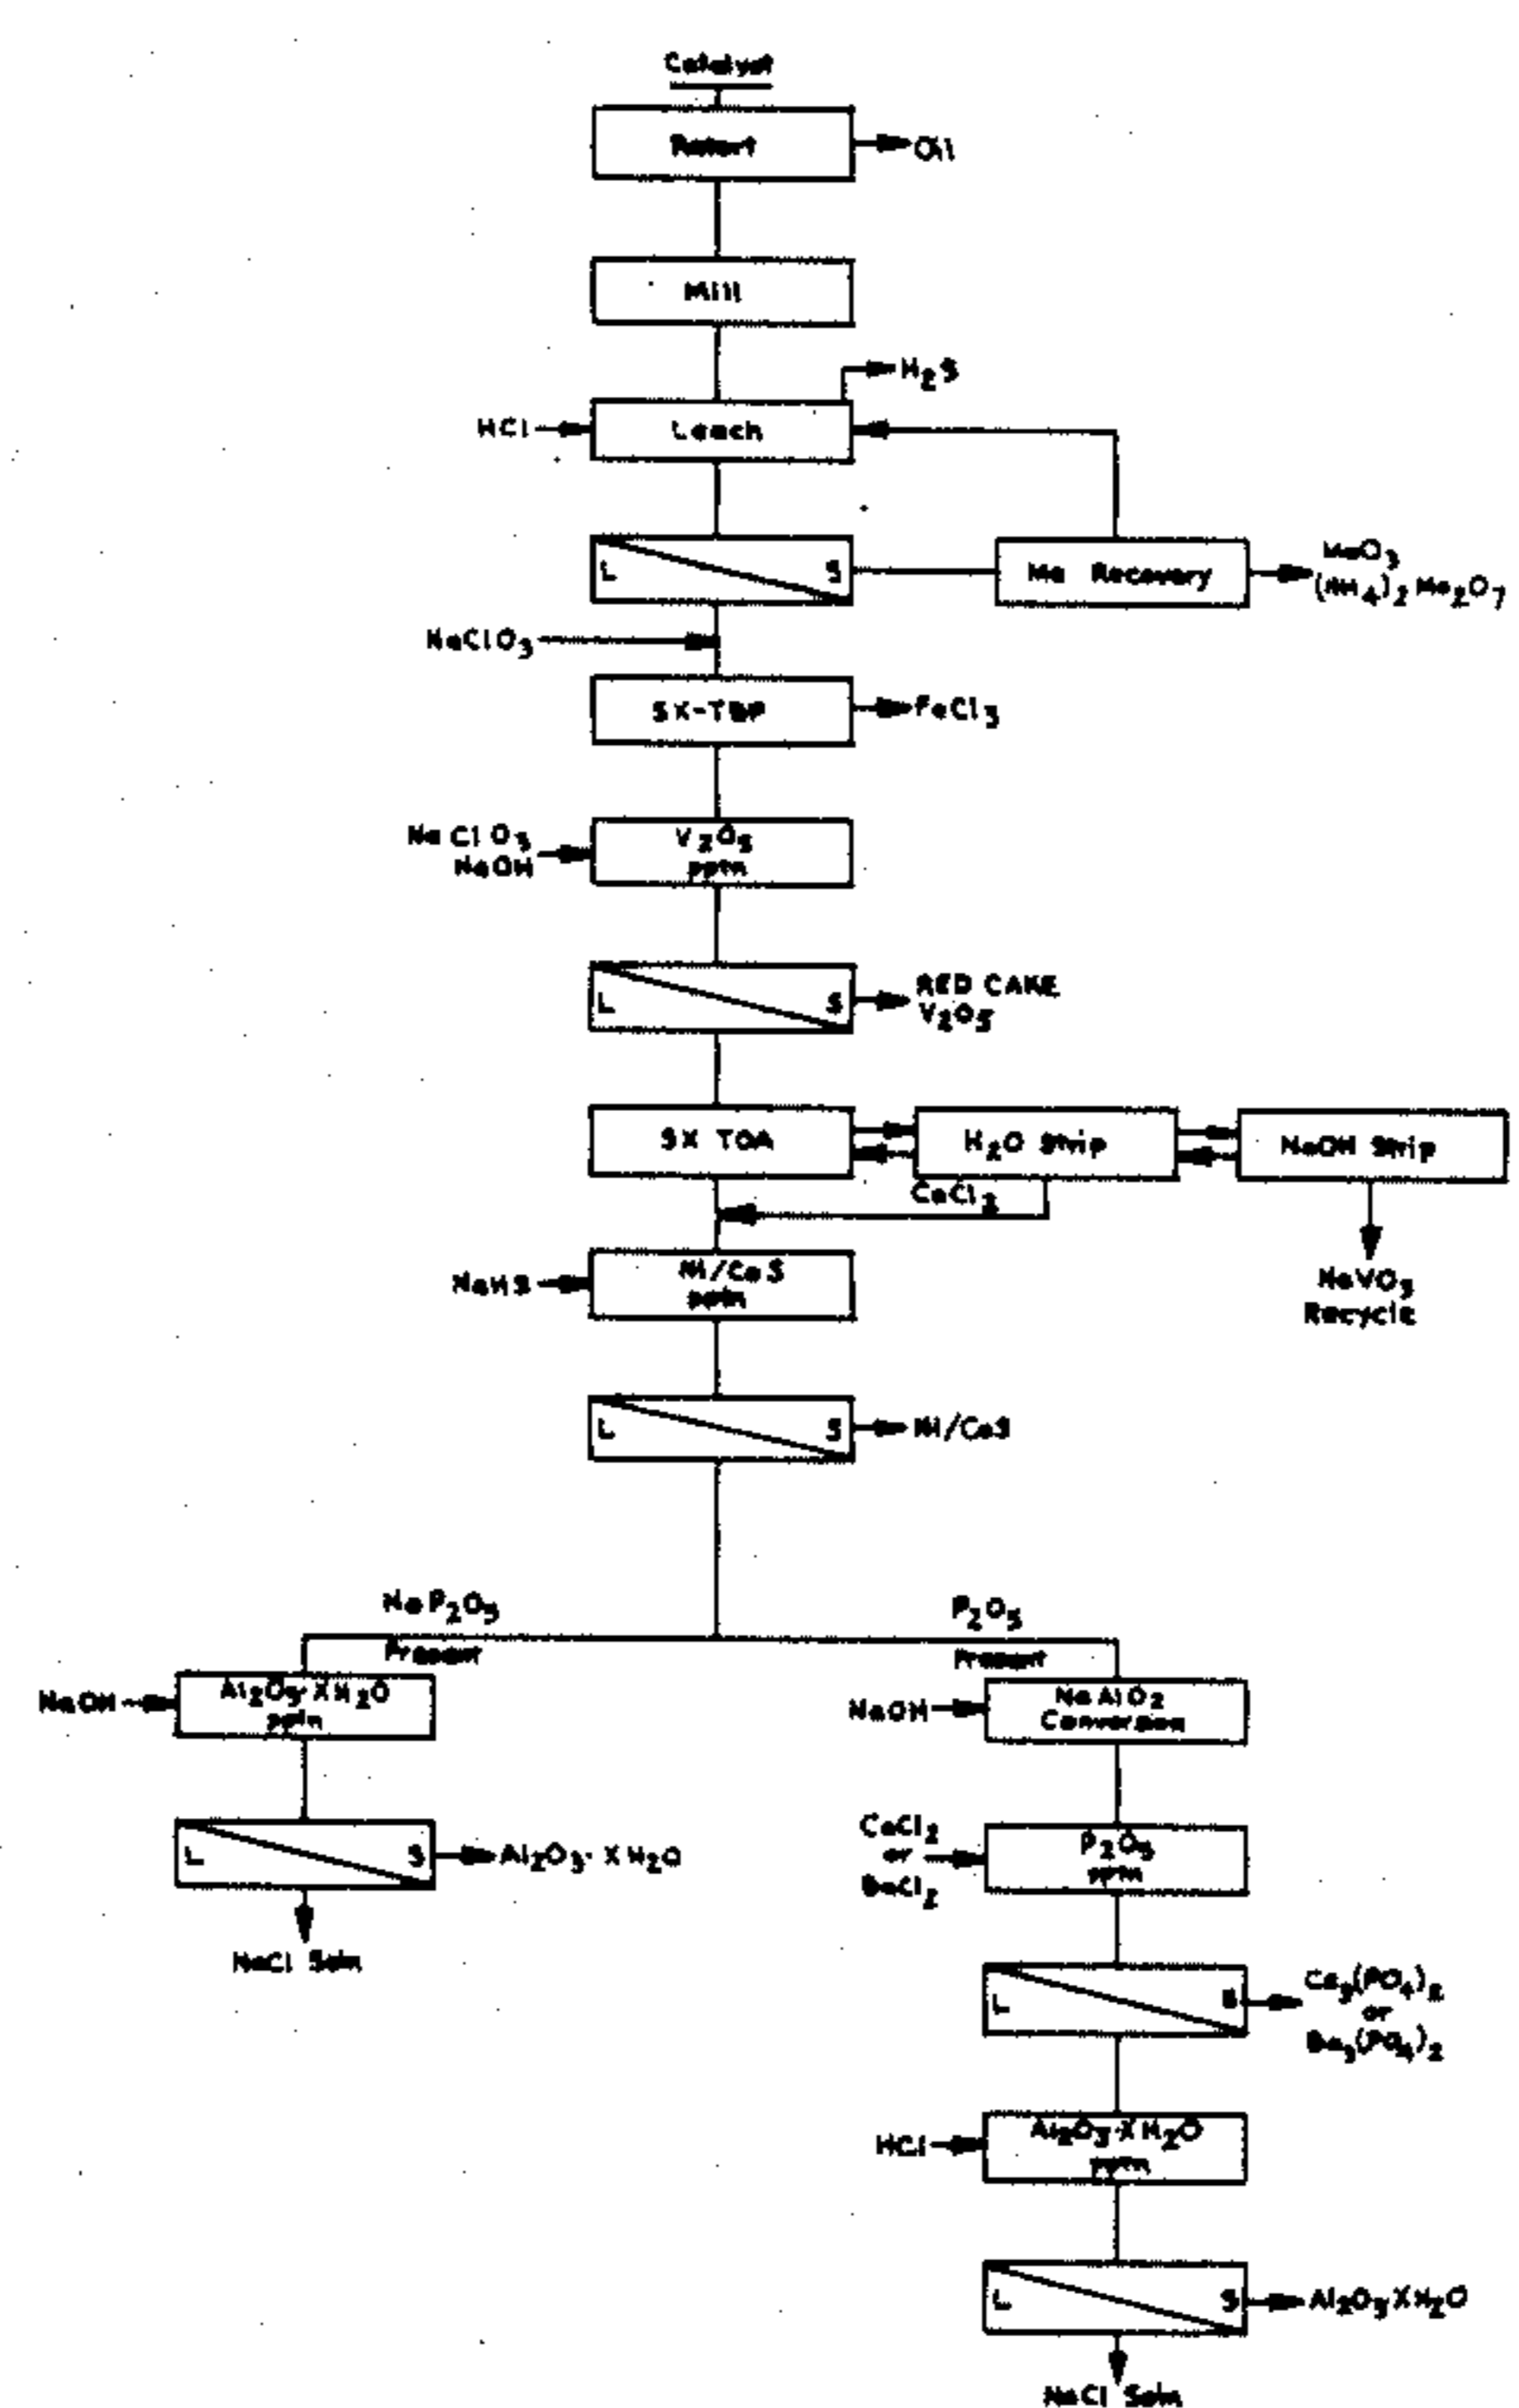 Catalyst
Retort
Oil
Mill
H2S
HCl
Leach
L S
Mo Recovery
MoO3
(NH4)2 Mo2O7
NaClO3
SX-TBP
FeCl3
NaClO3
NaOH
V2O5
pptn
L S
RED CAKE
V2O5
SX TOA
H2O Strip
NaOH Strip
CoCl2
NaHS
Ni/CoS
pptn
NaVO3
Recycle
L S
Ni/CoS
No P2O5
Present
P2O5
Present
NaOH
Al2O3·XH2O
pptn
NaOH
NaAlO2
Conversion
L S
Al2O3·XH2O
NaCl Soln
CaCl2
or
BaCl2
P2O5
pptn
L S
Ca3(PO4)2
or
Ba3(PO4)2
HCl
Al2O3·XH2O
pptn
L S
Al2O3XH2O
NaCl Soln